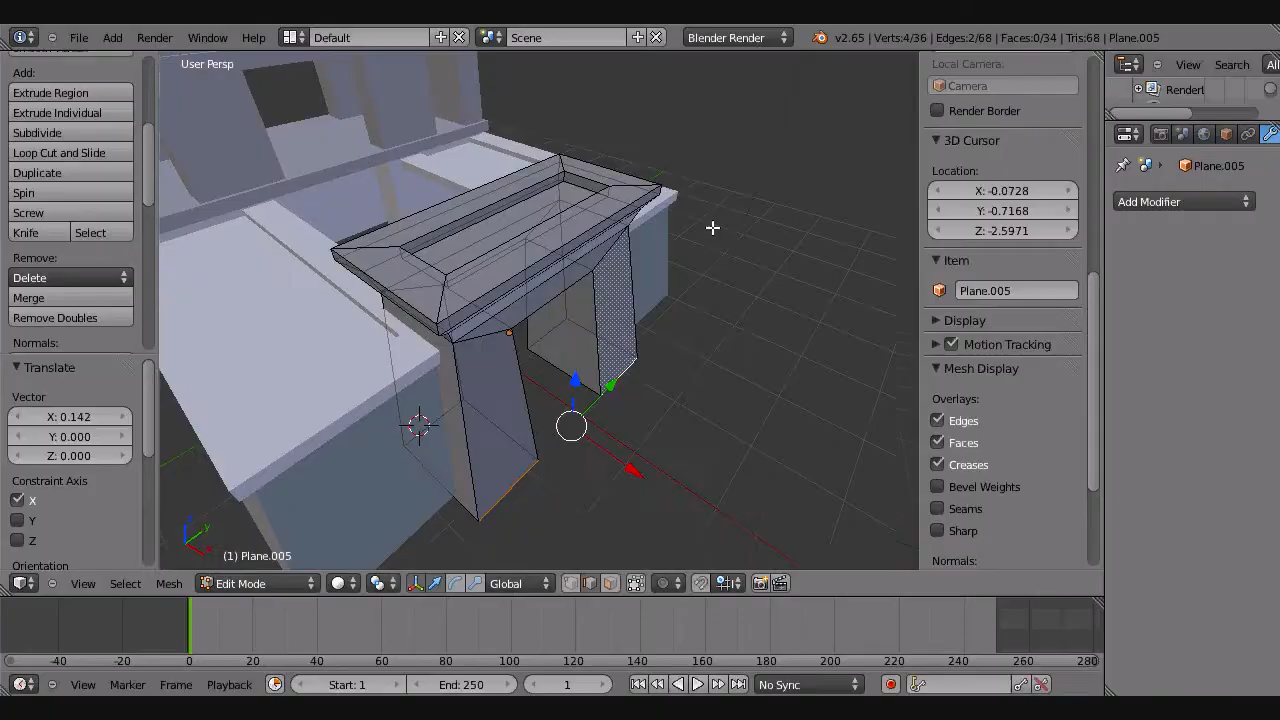 File Add Render Window Help Default Scene Blender Render v2.65 | Verts:4/36 | Edges:2/68 | Faces:0/34 | Tris:68 | Plane.005
User Persp
Add:
Extrude Region
Extrude Individual
Subdivide
Loop Cut and Slide
Duplicate
Spin
Screw
Knife Select
Remove:
Delete
Merge
Remove Doubles
Normals:
Translate
Vector
X: 0.142
Y: 0.000
Z: 0.000
Constraint Axis
X
Y
Z
Orientation
(1) Plane.005
Local Camera:
Camera
Render Border
3D Cursor
Location:
X: -0.0728
Y: -0.7168
Z: -2.5971
Item
Plane.005
Display
Motion Tracking
Mesh Display
Overlays:
Edges
Faces
Creases
Bevel Weights
Seams
Sharp
Normals:
View Search All
Plane.005
Add Modifier
View Select Mesh Edit Mode Global
-40 -20 0 20 40 60 80 100 120 140 160 180 200 220 240 260 280
View Marker Frame Playback Start: 1 End: 250 1 No Sync